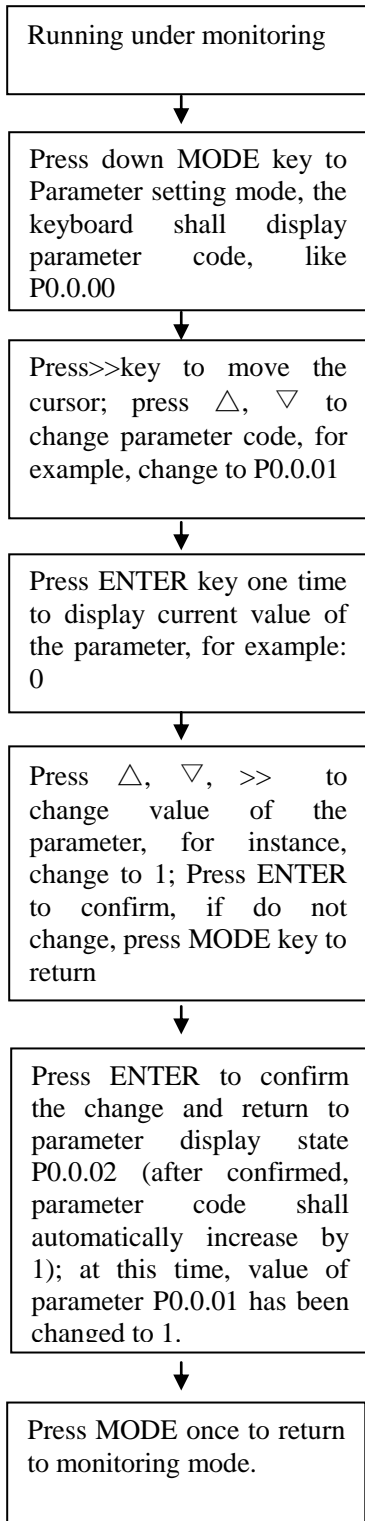 Running under monitoring
Press down MODE key to
Parameter setting mode, the
keyboard shall display
parameter code, like
P0.0.00
Press>>key to move the
cursor; press △, ▽ to
change parameter code, for
example, change to P0.0.01
Press ENTER key one time
to display current value of
the parameter, for example:
0
Press △, ▽, >> to
change value of the
parameter, for instance,
change to 1; Press ENTER
to confirm, if do not
change, press MODE key to
return
Press ENTER to confirm
the change and return to
parameter display state
P0.0.02 (after confirmed,
parameter code shall
automatically increase by
1); at this time, value of
parameter P0.0.01 has been
changed to 1.
Press MODE once to return
to monitoring mode.